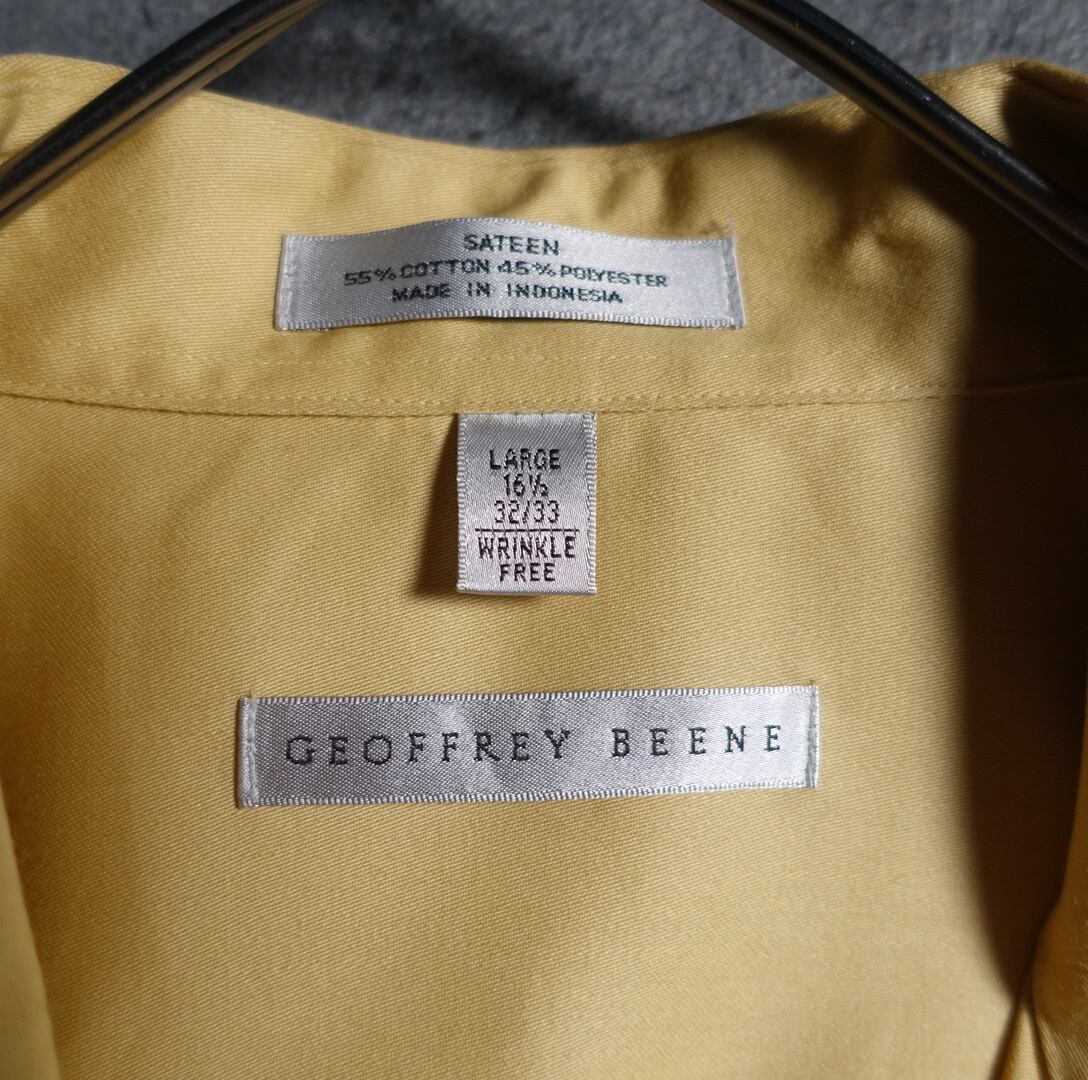 SATEEN
55% COTTON 45% POLYESTER
MADE IN INDONESIA
LARGE
16½
32/33
WRINKLE
FREE
GEOFFREY BEENE